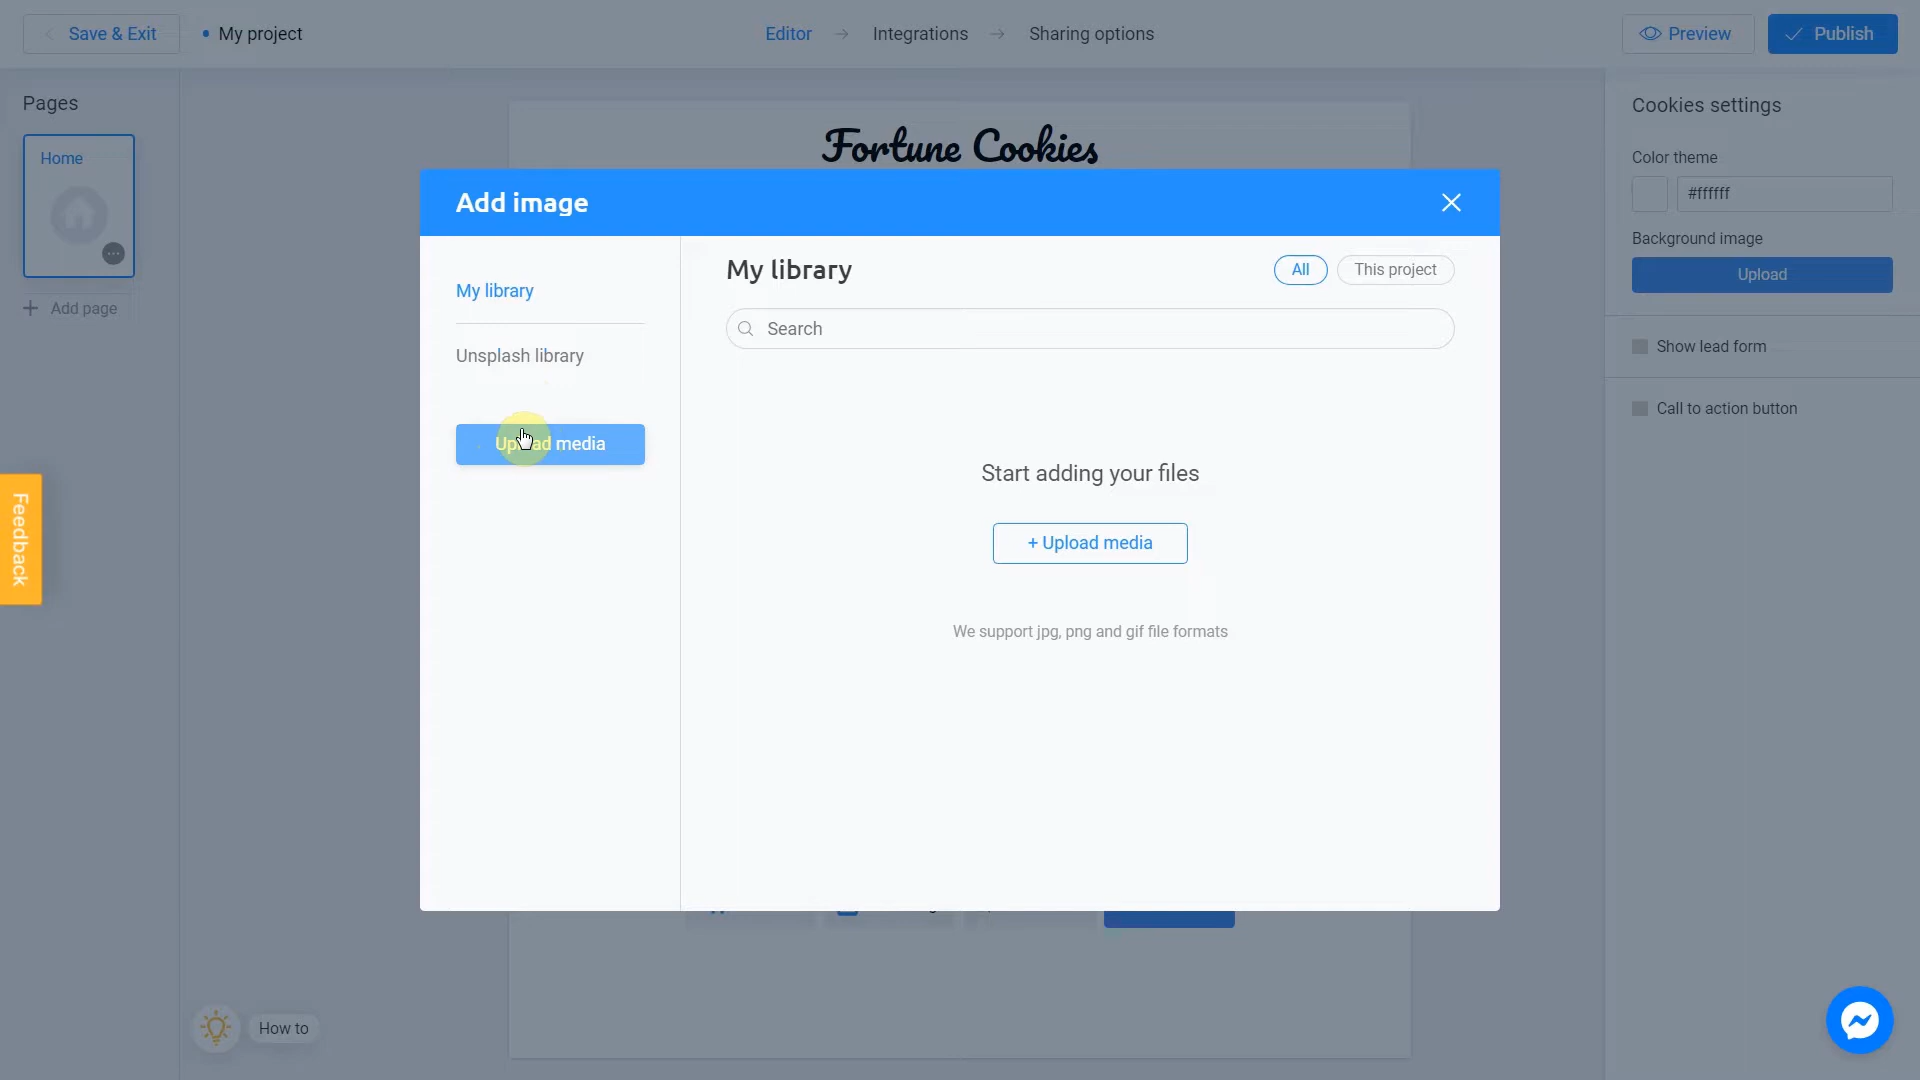 Save & Exit
My project
Editor
Integrations
Sharing options
Preview
Publish
Pages
Home
Add page
Fortune Cookies
Cookies settings
Color theme
#ffffff
Background image
Upload
Show lead form
Call to action button
Add image
My library
Unsplash library
Upload media
My library
All
This project
Search
Start adding your files
+ Upload media
We support jpg, png and gif file formats
Feedback
How to